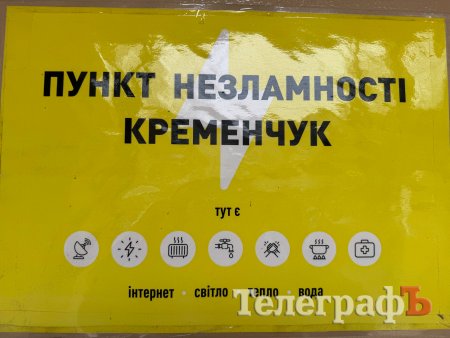 ПУНКТ НЕЗЛАМНОСТІ
КРЕМЕНЧУК
тут є
інтернет · світло · тепло · вода
ТелеграфЪ